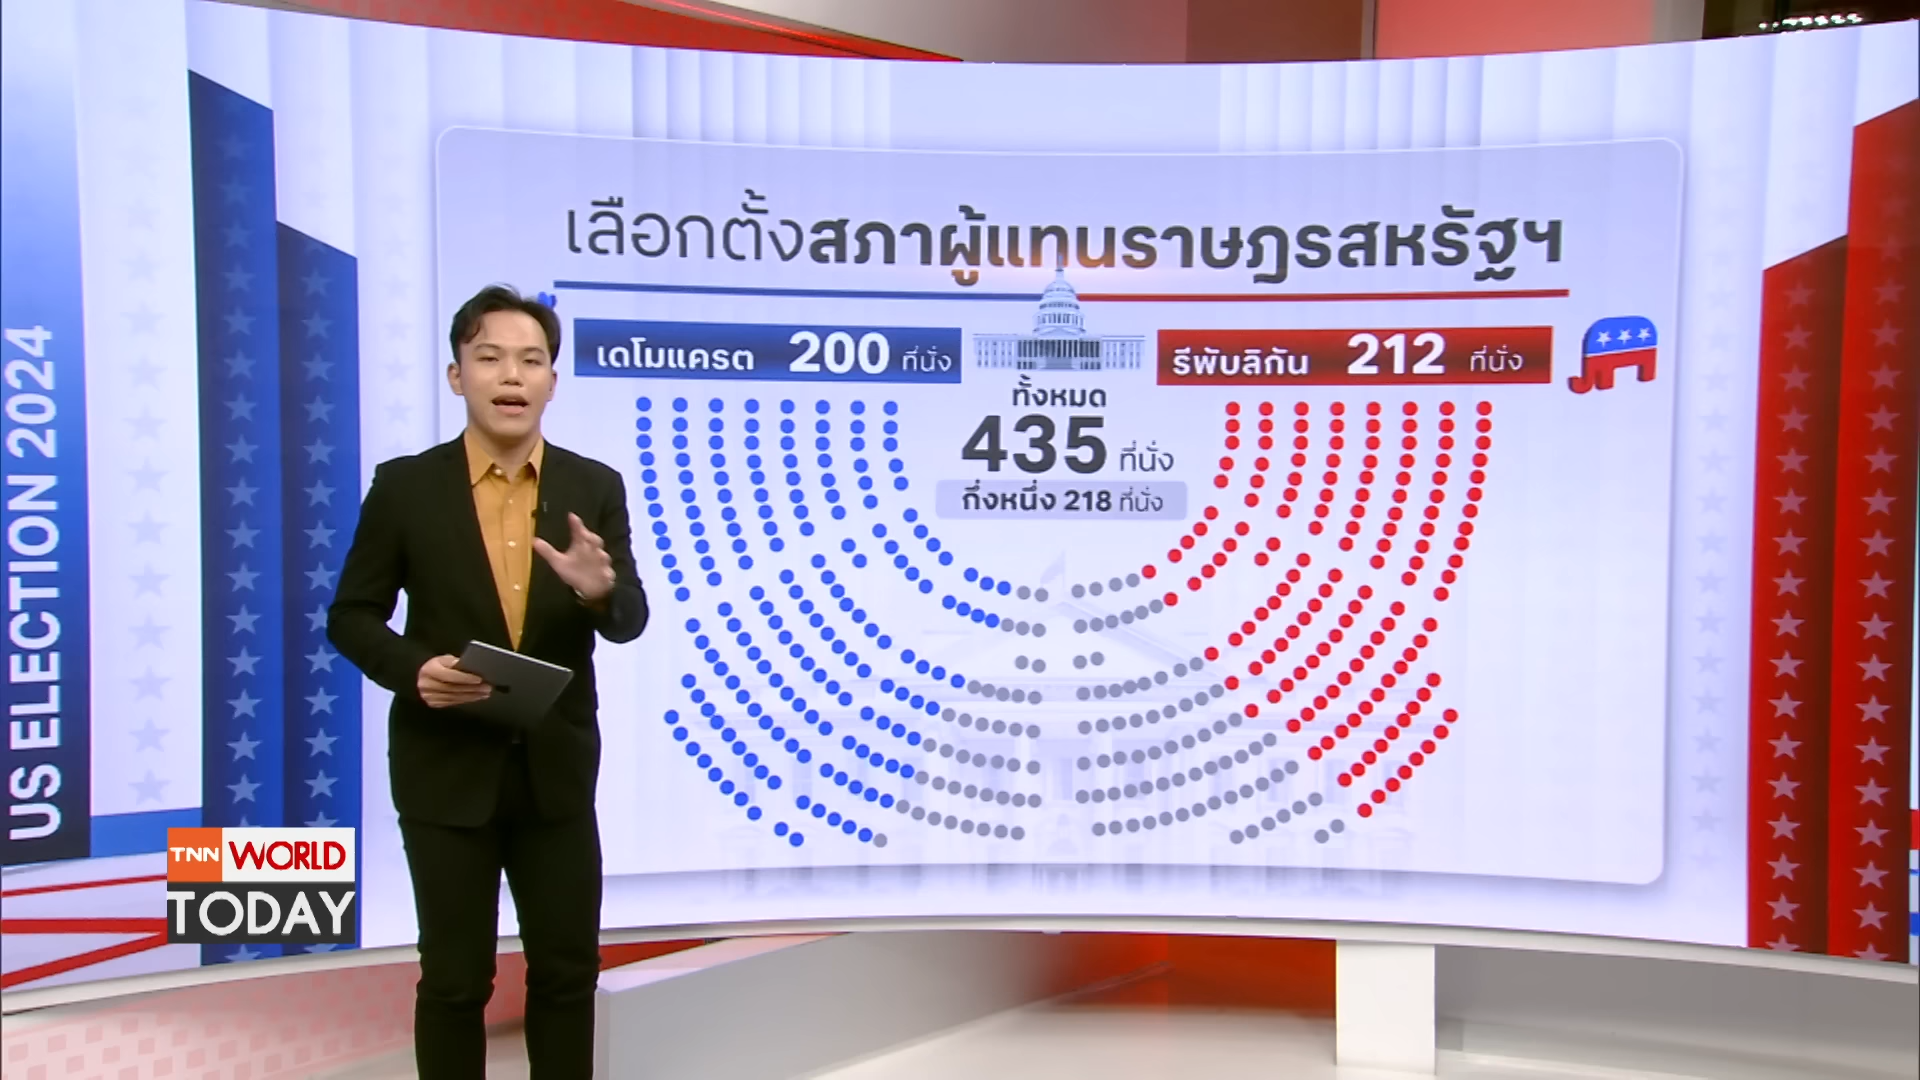 เลือกตั้งสภาผู้แทนราษฎรสหรัฐฯ
เดโมแครต 200 ที่นั่ง
รีพับลิกัน 212 ที่นั่ง
ทั้งหมด
435 ที่นั่ง
กึ่งหนึ่ง 218 ที่นั่ง
US ELECTION 2024
TNN WORLD
TODAY